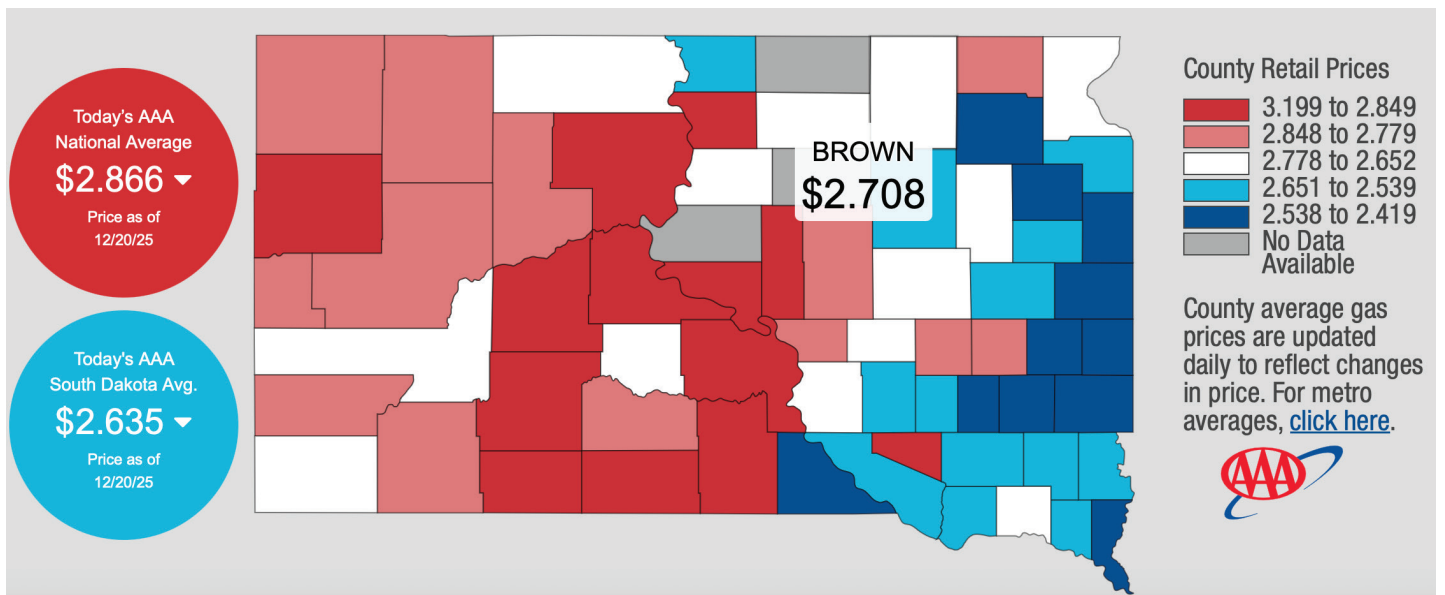 Today's AAA
National Average
$2.866
Price as of
12/20/25
Today's AAA
South Dakota Avg.
$2.635
Price as of
12/20/25
BROWN
$2.708
County Retail Prices
3.199 to 2.849
2.848 to 2.779
2.778 to 2.652
2.651 to 2.539
2.538 to 2.419
No Data
Available
County average gas
prices are updated
daily to reflect changes
in price. For metro
averages, click here.
AAA